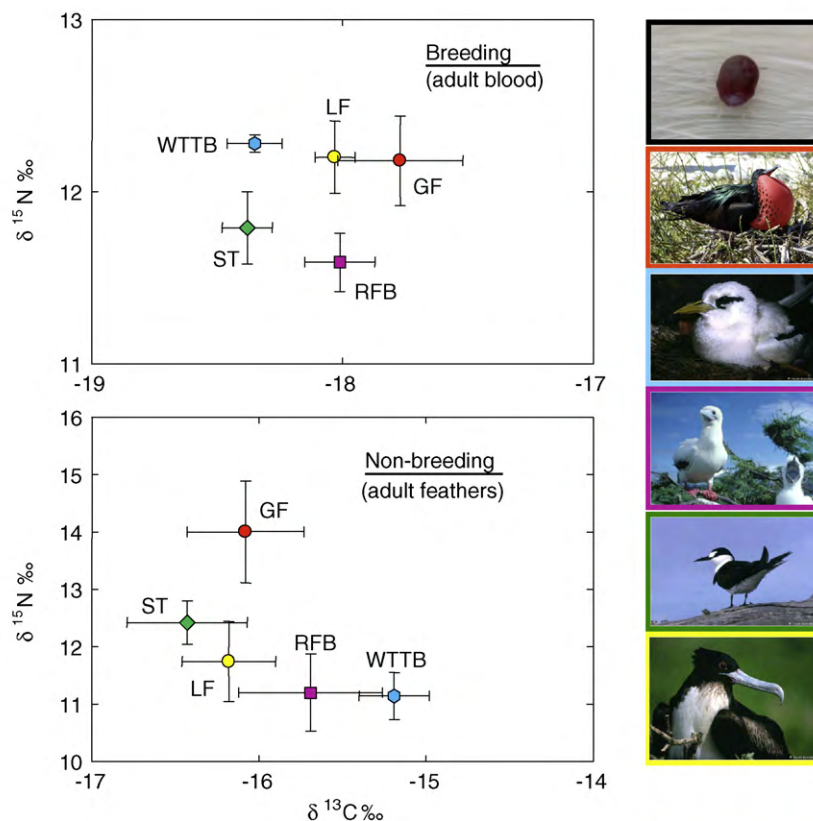 13
12
11
δ ¹⁵N ‰
Breeding
(adult blood)
LF
WTTB
GF
ST
RFB
-19
-18
-17
16
15
14
13
12
11
10
δ ¹⁵N ‰
Non-breeding
(adult feathers)
GF
ST
RFB
WTTB
LF
-17
-16
-15
-14
δ ¹³C‰